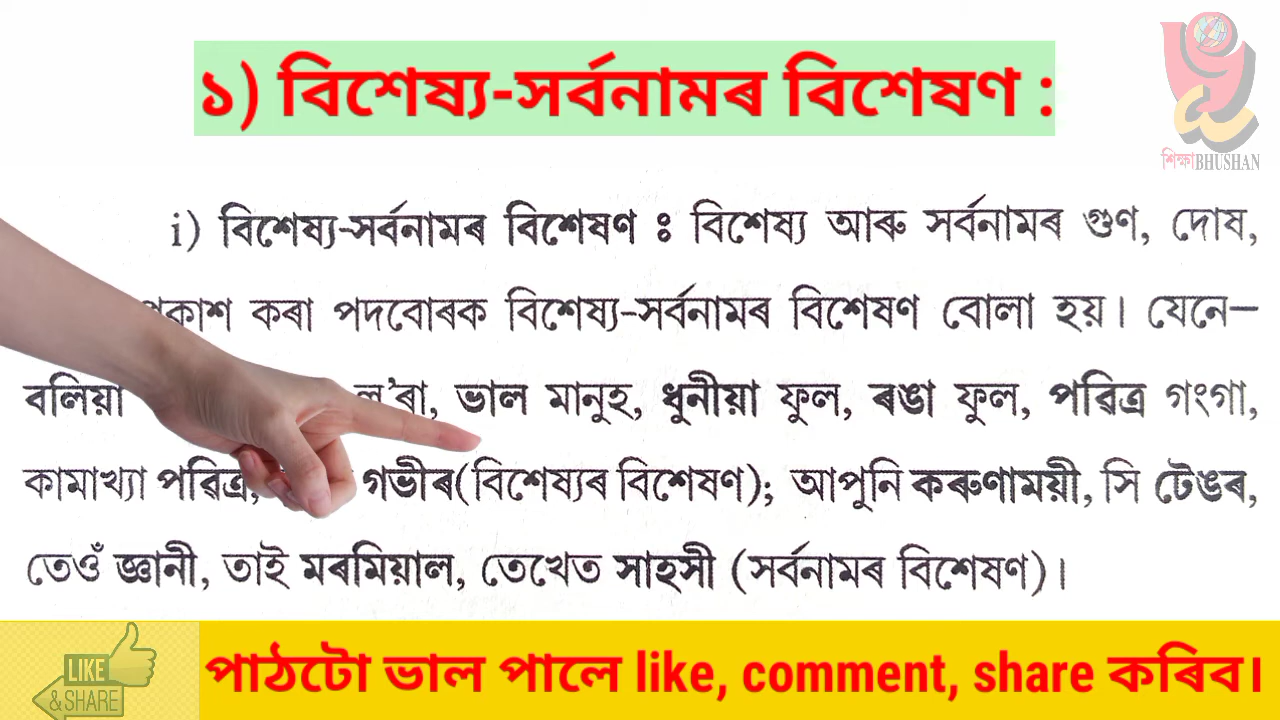 ১) বিশেষ্য-সৰ্বনামৰ বিশেষণ :
শিক্ষাBHUSHAN
i) বিশেষ্য-সৰ্বনামৰ বিশেষণ ঃ বিশেষ্য আৰু সৰ্বনামৰ গুণ, দোষ,
প্ৰকাশ কৰা পদবোৰক বিশেষ্য-সৰ্বনামৰ বিশেষণ বোলা হয়। যেনে—
বলিয়া ল'ৰা, ভাল মানুহ, ধুনীয়া ফুল, ৰঙা ফুল, পৱিত্ৰ গংগা,
কামাখ্যা পৱিত্ৰ, গভীৰ(বিশেষ্যৰ বিশেষণ); আপুনি কৰুণাময়ী, সি টেঙৰ,
তেওঁ জ্ঞানী, তাই মৰমিয়াল, তেখেত সাহসী (সৰ্বনামৰ বিশেষণ)।
LIKE
& SHARE
পাঠটো ভাল পালে like, comment, share কৰিব।